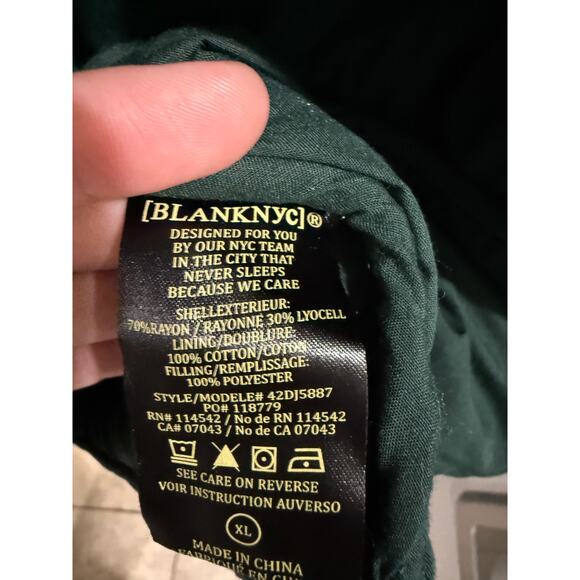 [BLANKNYC]®
DESIGNED FOR YOU
BY OUR NYC TEAM
IN THE CITY THAT
NEVER SLEEPS
BECAUSE WE CARE
SHELLEXTERIEUR:
70%RAYON / RAYONNE 30% LYOCELL
LINING/DOUBLURE:
100% COTTON/COTON
FILLING/REMPLISSAGE:
100% POLYESTER
STYLE/MODELE# 42DJ5887
PO# 118779
RN# 114542 / No de RN 114542
CA# 07043 / No de CA 07043
SEE CARE ON REVERSE
VOIR INSTRUCTION AUVERSO
XL
MADE IN CHINA
FABRIQUÉ EN